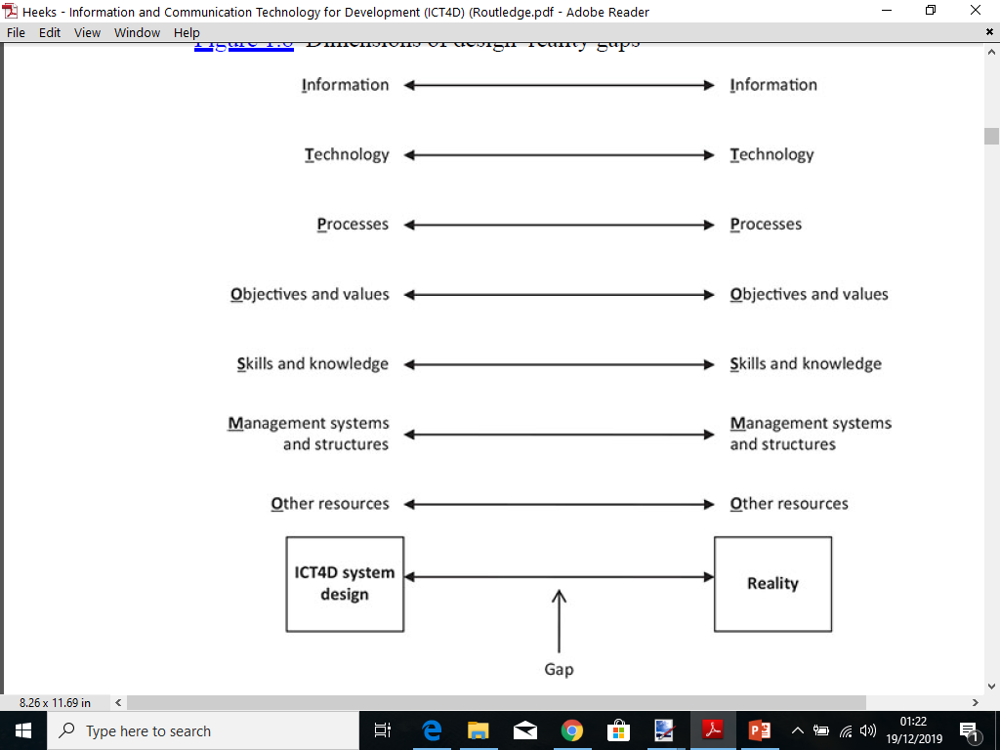 Heeks - Information and Communication Technology for Development (ICT4D) (Routledge.pdf - Adobe Reader
File Edit View Window Help
Figure 1.8 Dimensions of design–reality gaps
Information Information
Technology Technology
Processes Processes
Objectives and values Objectives and values
Skills and knowledge Skills and knowledge
Management systems Management systems
and structures and structures
Other resources Other resources
ICT4D system
design
Reality
Gap
8.26 x 11.69 in
Type here to search
01:22
19/12/2019
1